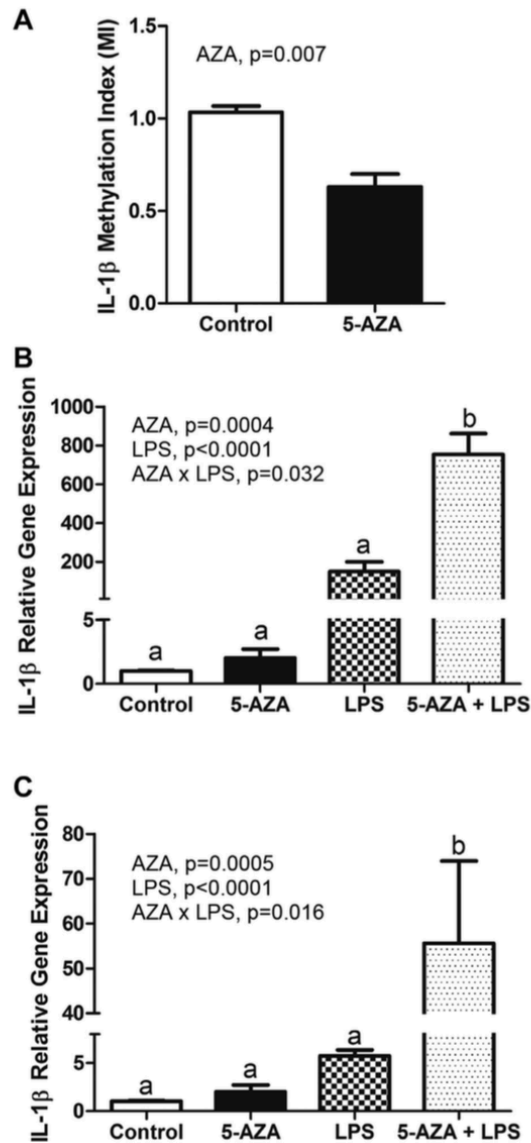 A
IL-1β Methylation Index (MI)
1.5
1.0
0.5
0.0
AZA, p=0.007
Control
5-AZA
B
IL-1β Relative Gene Expression
1000
800
600
400
200
5
0
AZA, p=0.0004
LPS, p<0.0001
AZA x LPS, p=0.032
a
a
a
b
Control
5-AZA
LPS
5-AZA + LPS
C
IL-1β Relative Gene Expression
80
70
60
50
40
5
0
AZA, p=0.0005
LPS, p<0.0001
AZA x LPS, p=0.016
a
a
a
b
Control
5-AZA
LPS
5-AZA + LPS